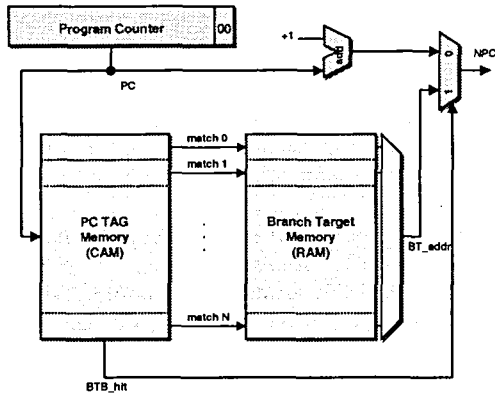 Program Counter 00
+1
add
0
1
NPC
PC
match 0
match 1
PC TAG
Memory
(CAM)
Branch Target
Memory
(RAM)
BT_addr
match N
BTB_hit